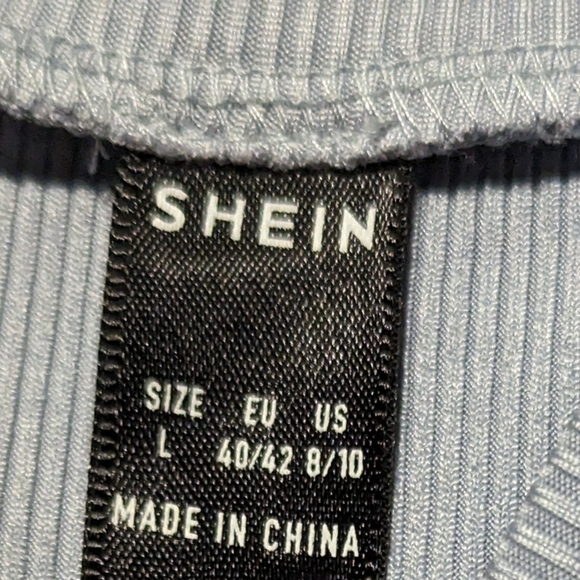 SHEIN
SIZE EU US
L 40/42 8/10
MADE IN CHINA